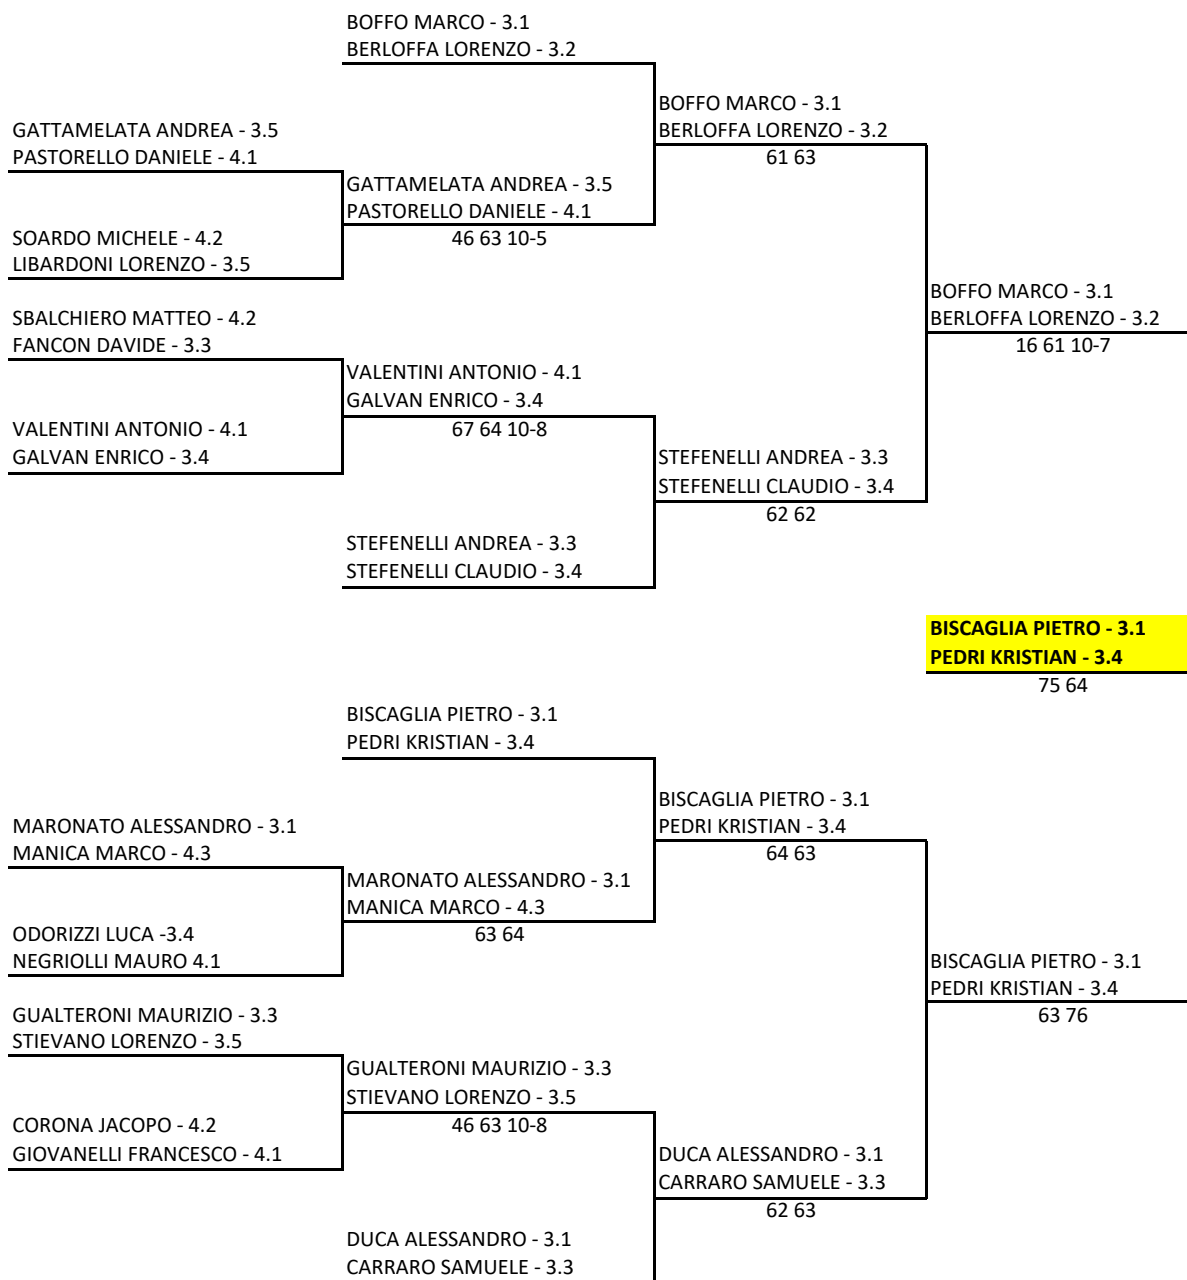 BOFFO MARCO - 3.1
BERLOFFA LORENZO - 3.2
BOFFO MARCO - 3.1
BERLOFFA LORENZO - 3.2
61 63
GATTAMELATA ANDREA - 3.5
PASTORELLO DANIELE - 4.1
GATTAMELATA ANDREA - 3.5
PASTORELLO DANIELE - 4.1
46 63 10-5
SOARDO MICHELE - 4.2
LIBARDONI LORENZO - 3.5
BOFFO MARCO - 3.1
BERLOFFA LORENZO - 3.2
16 61 10-7
SBALCHIERO MATTEO - 4.2
FANCON DAVIDE - 3.3
VALENTINI ANTONIO - 4.1
GALVAN ENRICO - 3.4
67 64 10-8
VALENTINI ANTONIO - 4.1
GALVAN ENRICO - 3.4
STEFENELLI ANDREA - 3.3
STEFENELLI CLAUDIO - 3.4
62 62
STEFENELLI ANDREA - 3.3
STEFENELLI CLAUDIO - 3.4
BISCAGLIA PIETRO - 3.1
PEDRI KRISTIAN - 3.4
75 64
BISCAGLIA PIETRO - 3.1
PEDRI KRISTIAN - 3.4
BISCAGLIA PIETRO - 3.1
PEDRI KRISTIAN - 3.4
64 63
MARONATO ALESSANDRO - 3.1
MANICA MARCO - 4.3
MARONATO ALESSANDRO - 3.1
MANICA MARCO - 4.3
63 64
ODORIZZI LUCA -3.4
NEGRIOLLI MAURO 4.1
BISCAGLIA PIETRO - 3.1
PEDRI KRISTIAN - 3.4
63 76
GUALTERONI MAURIZIO - 3.3
STIEVANO LORENZO - 3.5
GUALTERONI MAURIZIO - 3.3
STIEVANO LORENZO - 3.5
46 63 10-8
CORONA JACOPO - 4.2
GIOVANELLI FRANCESCO - 4.1
DUCA ALESSANDRO - 3.1
CARRARO SAMUELE - 3.3
62 63
DUCA ALESSANDRO - 3.1
CARRARO SAMUELE - 3.3